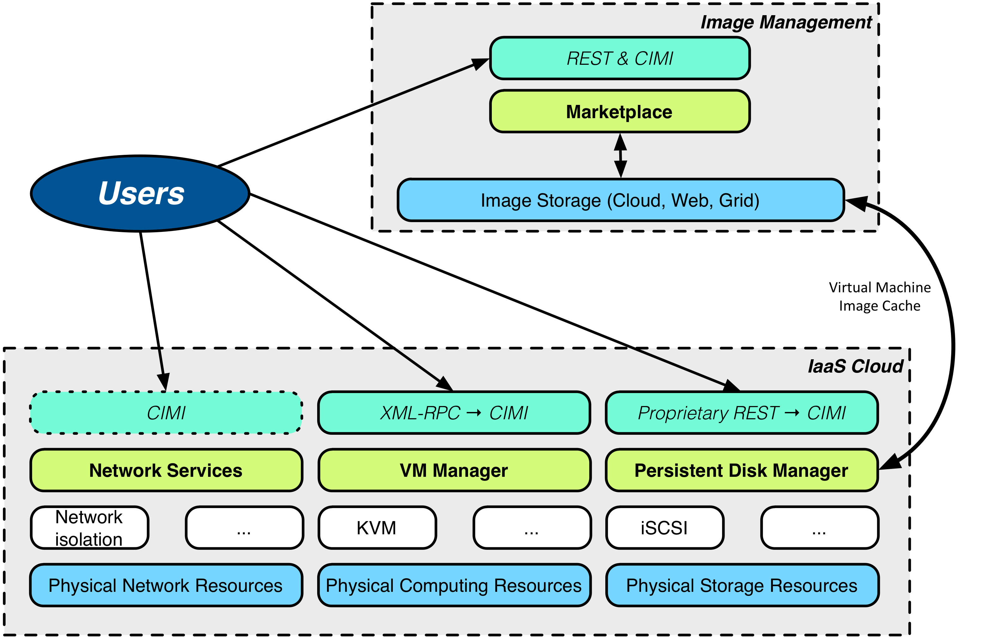 Image Management
REST & CIMI
Marketplace
Users
Image Storage (Cloud, Web, Grid)
Virtual Machine
Image Cache
IaaS Cloud
CIMI
XML-RPC → CIMI
Proprietary REST → CIMI
Network Services
VM Manager
Persistent Disk Manager
Network
isolation
...
KVM
...
iSCSI
...
Physical Network Resources
Physical Computing Resources
Physical Storage Resources